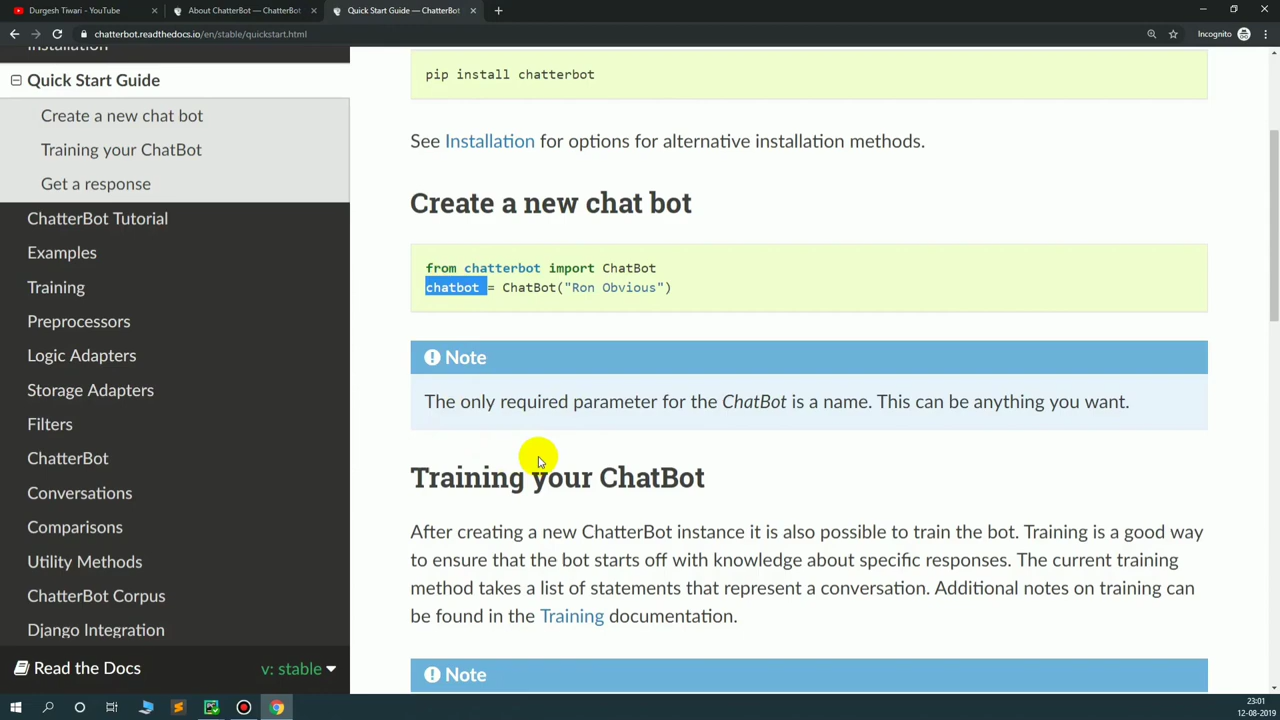 Durgesh Tiwari - YouTube
About ChatterBot — ChatterBot
Quick Start Guide — ChatterBot
chatterbot.readthedocs.io/en/stable/quickstart.html
Incognito
Installation
Quick Start Guide
Create a new chat bot
Training your ChatBot
Get a response
ChatterBot Tutorial
Examples
Training
Preprocessors
Logic Adapters
Storage Adapters
Filters
ChatterBot
Conversations
Comparisons
Utility Methods
ChatterBot Corpus
Django Integration
Read the Docs
v: stable
pip install chatterbot
See Installation for options for alternative installation methods.
Create a new chat bot
from chatterbot import ChatBot
chatbot = ChatBot("Ron Obvious")
Note
The only required parameter for the ChatBot is a name. This can be anything you want.
Training your ChatBot
After creating a new ChatterBot instance it is also possible to train the bot. Training is a good way
to ensure that the bot starts off with knowledge about specific responses. The current training
method takes a list of statements that represent a conversation. Additional notes on training can
be found in the Training documentation.
Note
23:01
12-08-2019